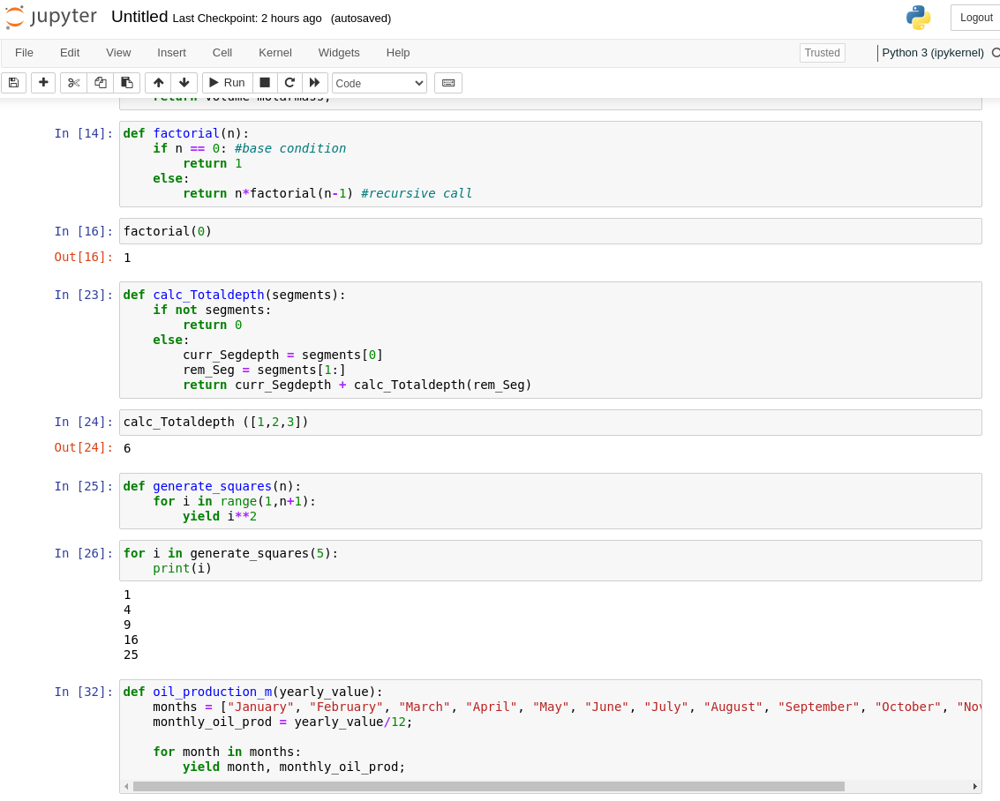 jupyter Untitled Last Checkpoint: 2 hours ago (autosaved) Logout
File Edit View Insert Cell Kernel Widgets Help Trusted Python 3 (ipykernel)
Run Code
return volume*molarmass;
In [14]: def factorial(n):
    if n == 0: #base condition
        return 1
    else:
        return n*factorial(n-1) #recursive call
In [16]: factorial(0)
Out[16]: 1
In [23]: def calc_Totaldepth(segments):
    if not segments:
        return 0
    else:
        curr_Segdepth = segments[0]
        rem_Seg = segments[1:]
        return curr_Segdepth + calc_Totaldepth(rem_Seg)
In [24]: calc_Totaldepth ([1,2,3])
Out[24]: 6
In [25]: def generate_squares(n):
    for i in range(1,n+1):
        yield i**2
In [26]: for i in generate_squares(5):
    print(i)
1
4
9
16
25
In [32]: def oil_production_m(yearly_value):
    months = ["January", "February", "March", "April", "May", "June", "July", "August", "September", "October", "Nov
    monthly_oil_prod = yearly_value/12;
    for month in months:
        yield month, monthly_oil_prod;